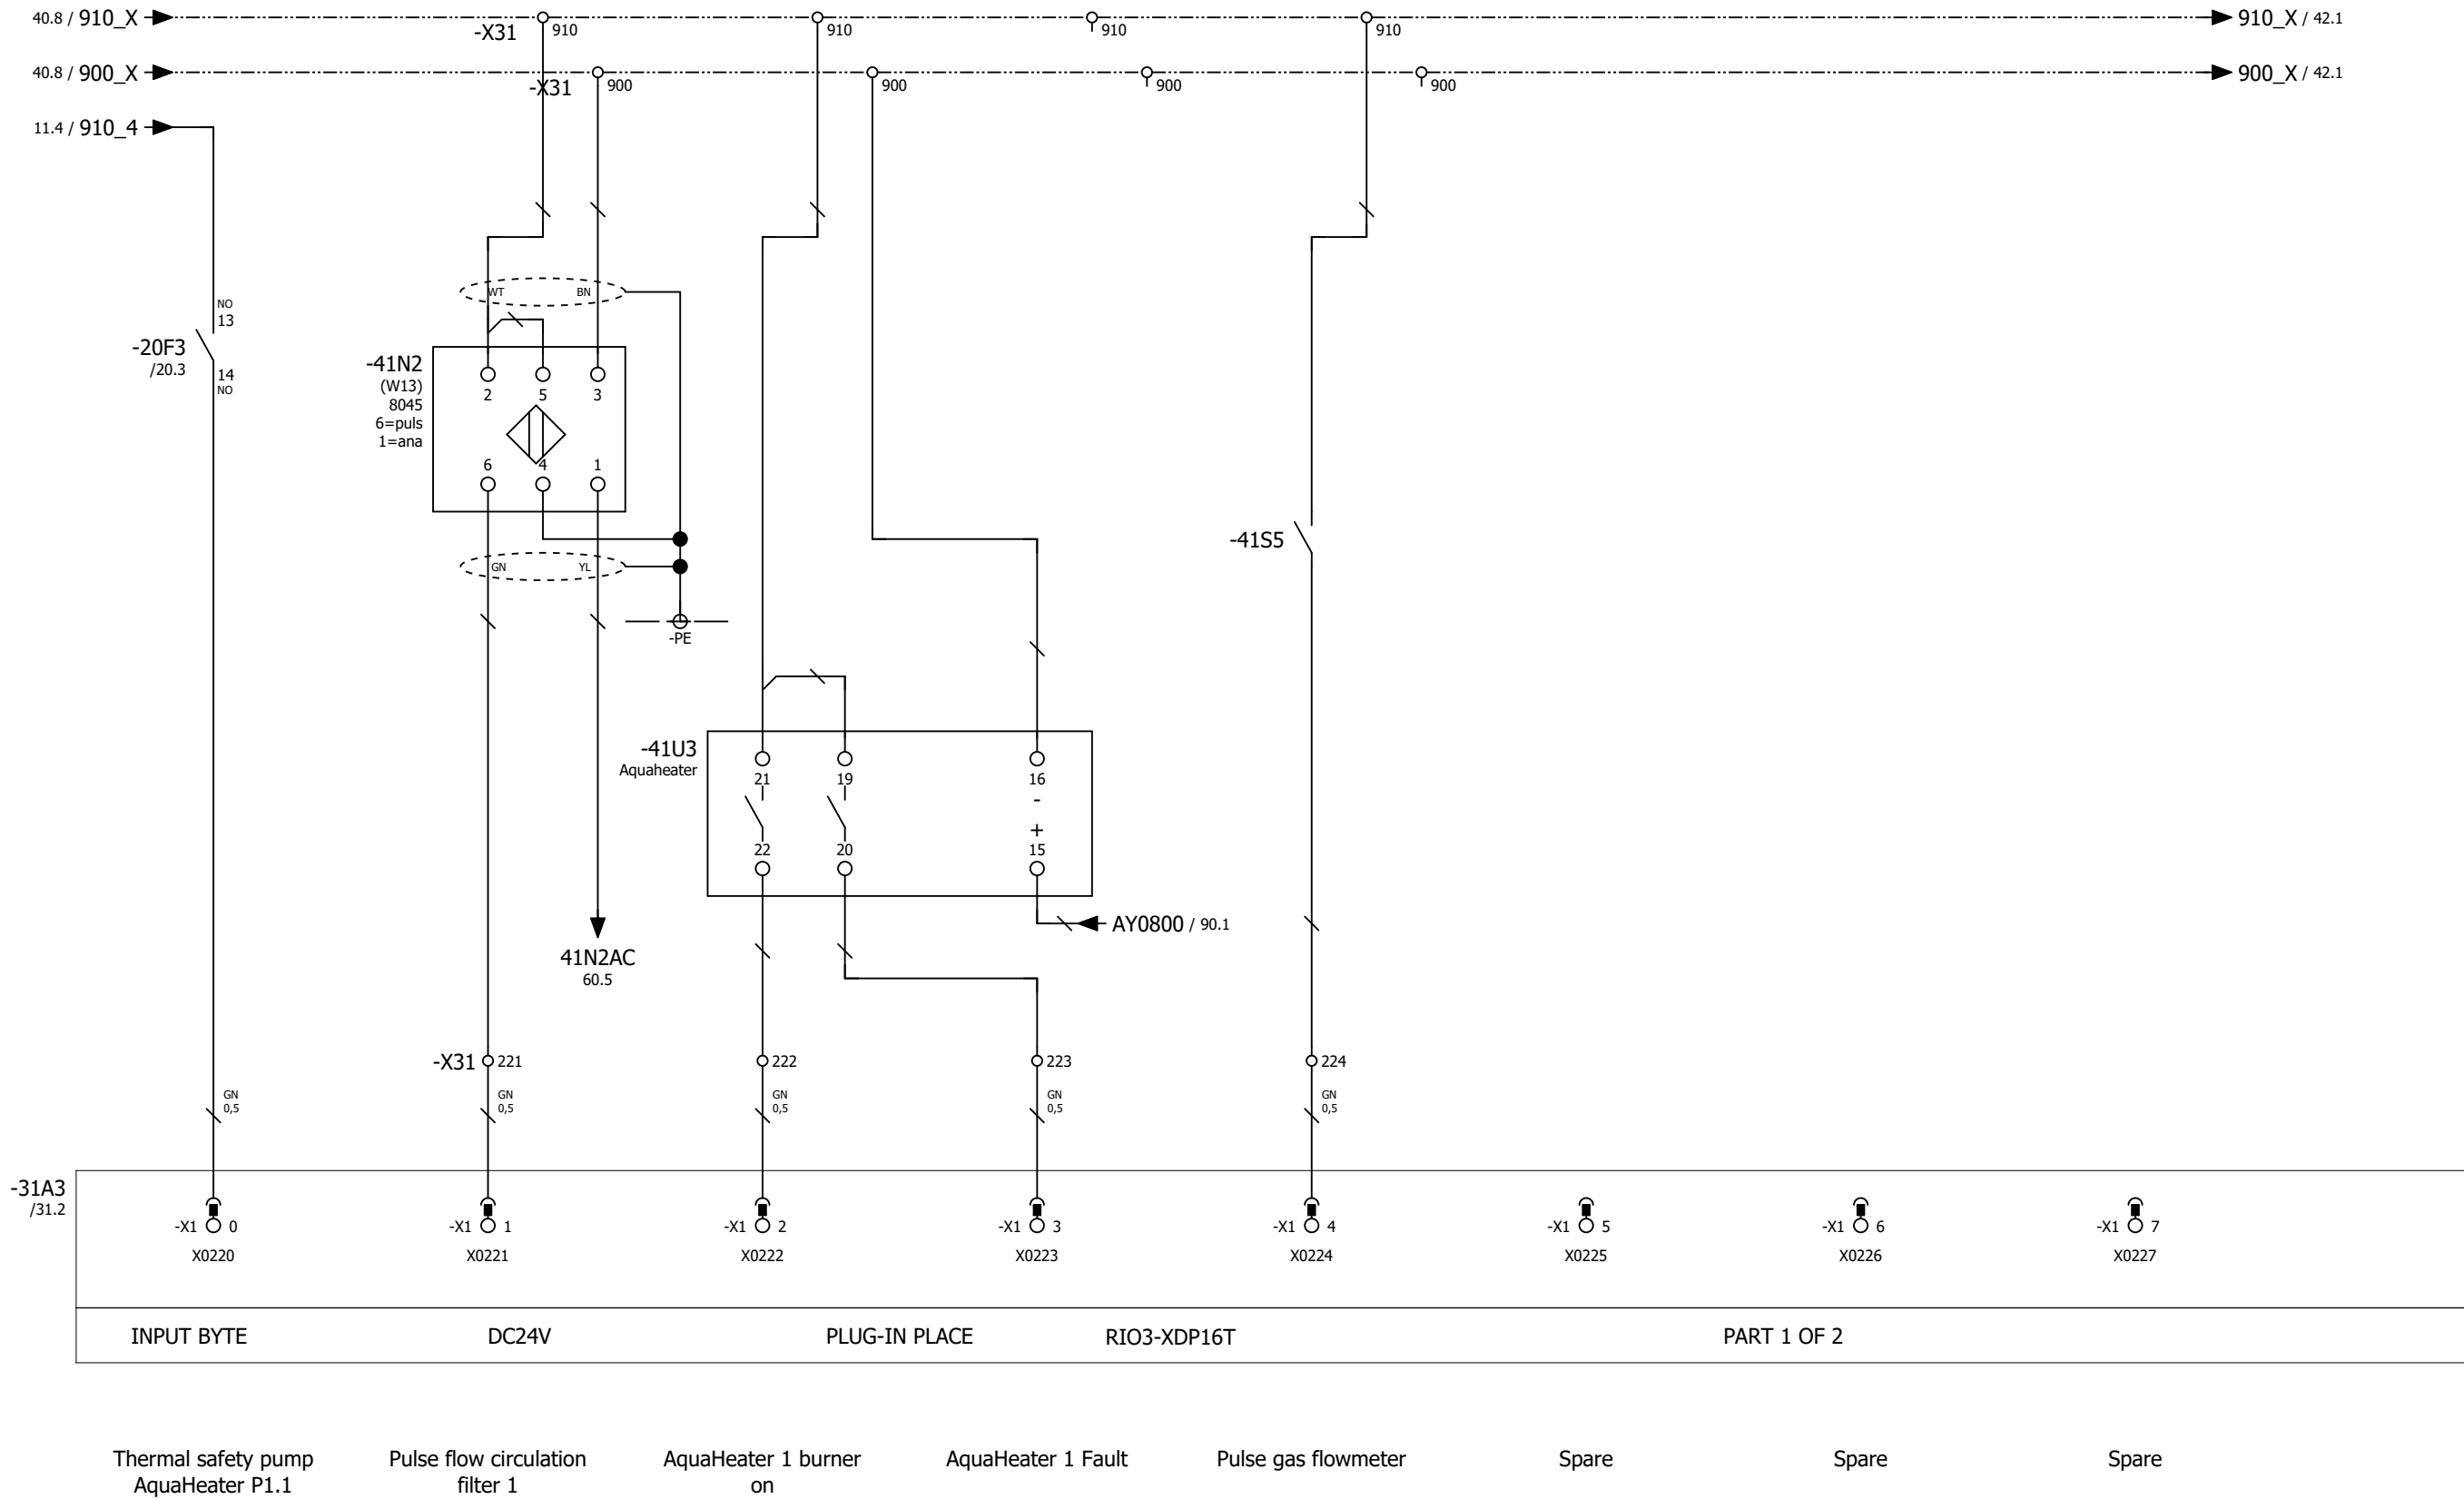 40.8 / 910_X
910_X / 42.1
-X31
910
910
910
910
40.8 / 900_X
900_X / 42.1
-X31
900
900
900
900
11.4 / 910_4
NO
13
-20F3
/20.3
14
NO
WT
BN
-41N2
(W13)
8045
6=puls
1=ana
2
5
3
6
4
1
GN
YL
-PE
-41S5
-41U3
Aquaheater
21
19
16
-
+
22
20
15
AY0800 / 90.1
41N2AC
60.5
-X31
221
222
223
224
GN
0,5
GN
0,5
GN
0,5
GN
0,5
GN
0,5
-31A3
/31.2
-X1 0
-X1 1
-X1 2
-X1 3
-X1 4
-X1 5
-X1 6
-X1 7
X0220
X0221
X0222
X0223
X0224
X0225
X0226
X0227
INPUT BYTE
DC24V
PLUG-IN PLACE
RIO3-XDP16T
PART 1 OF 2
Thermal safety pump
AquaHeater P1.1
Pulse flow circulation
filter 1
AquaHeater 1 burner
on
AquaHeater 1 Fault
Pulse gas flowmeter
Spare
Spare
Spare